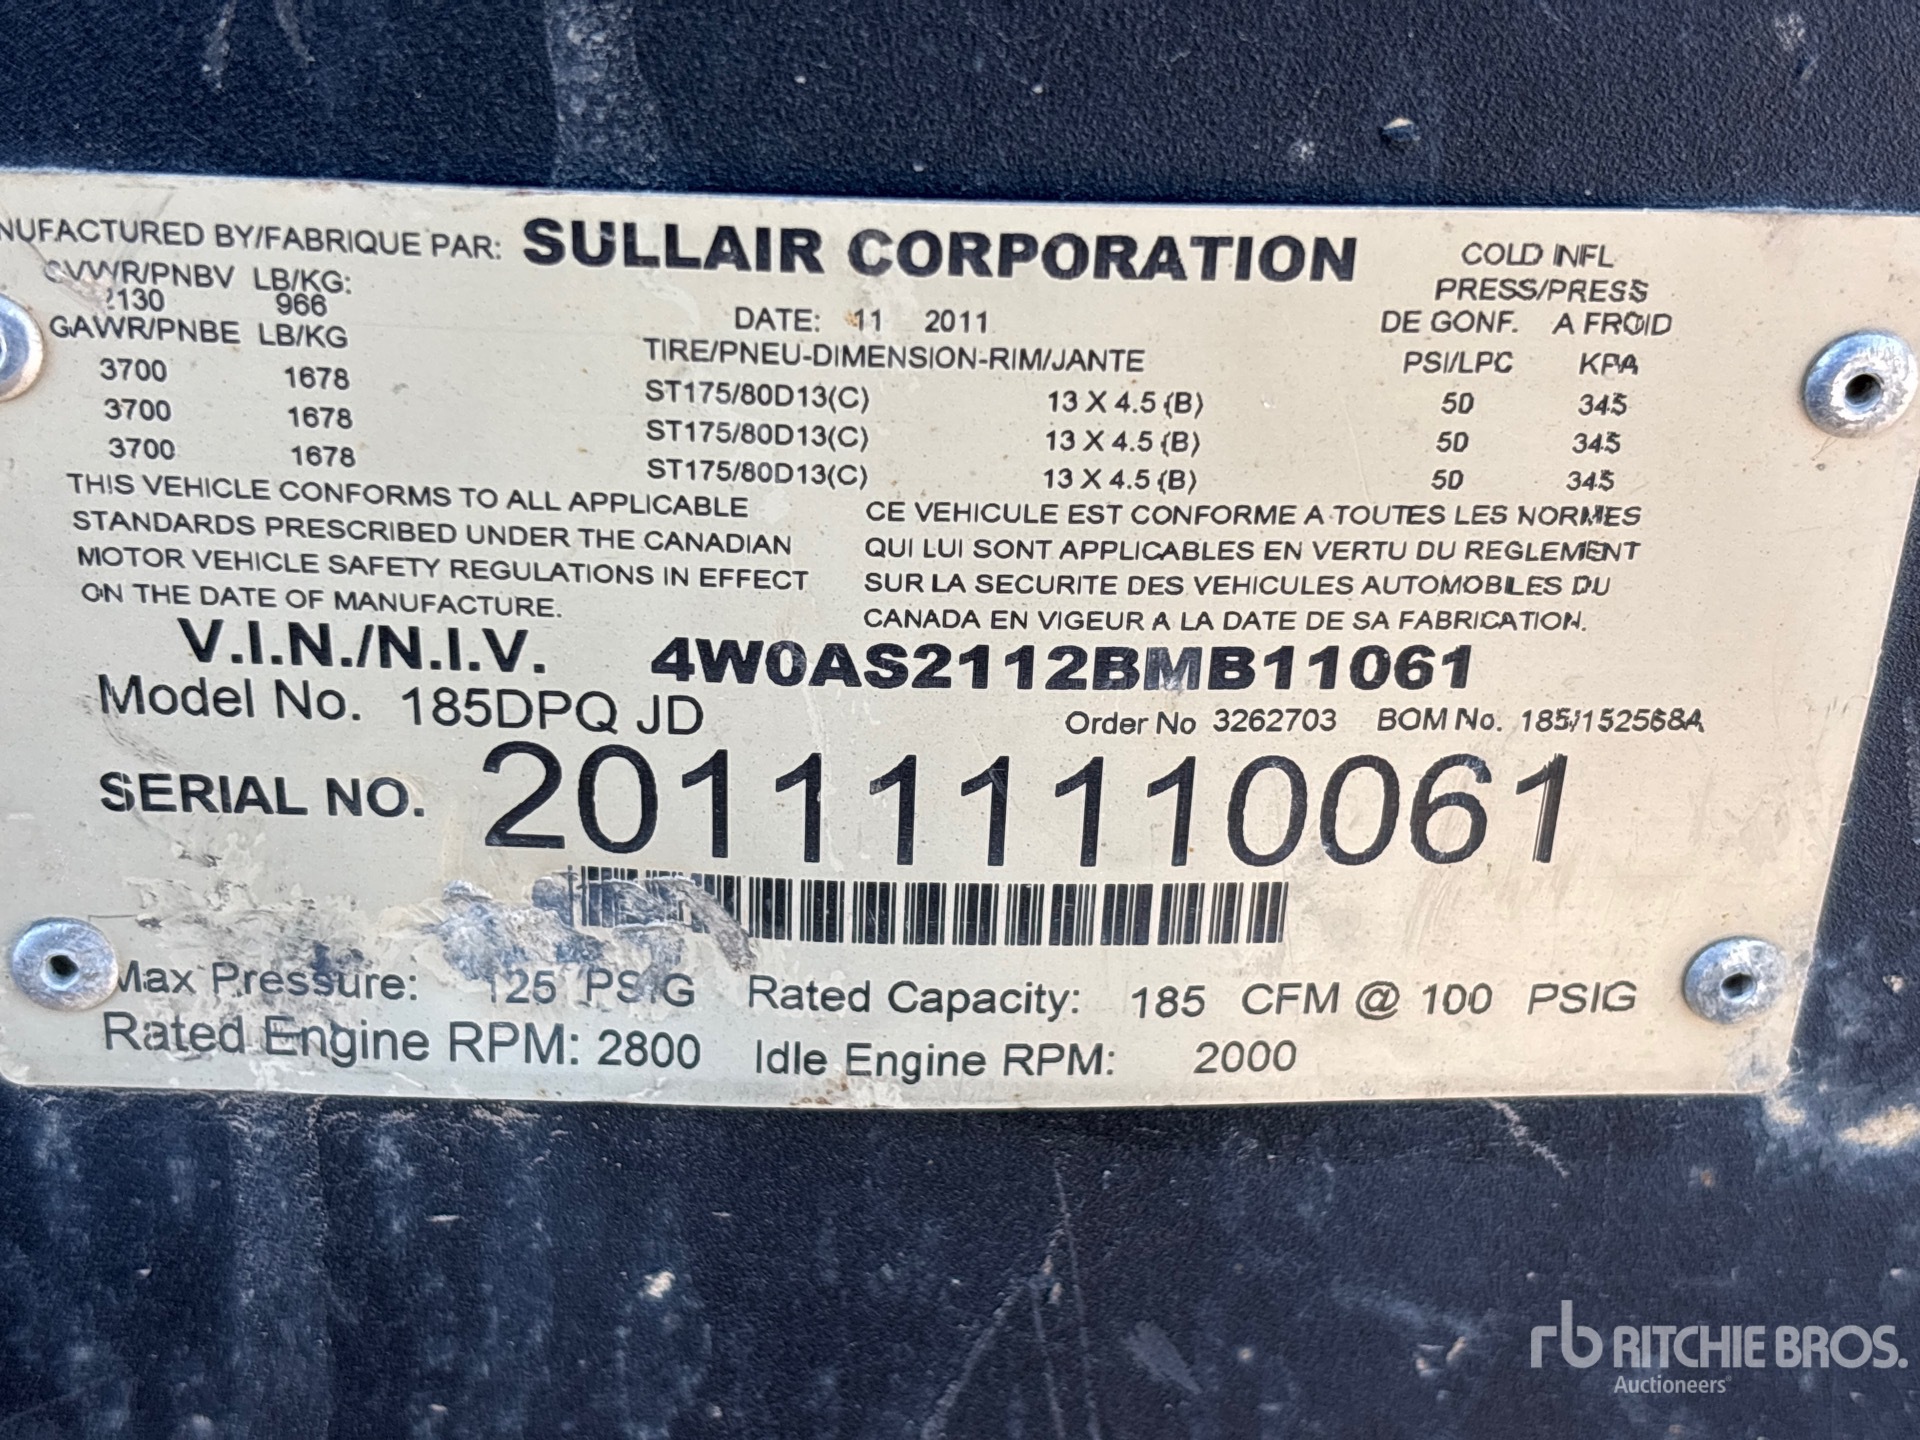 NUFACTURED BY/FABRIQUE PAR: SULLAIR CORPORATION
GVWR/PNBV LB/KG:
2130 966
GAWR/PNBE LB/KG
3700 1678
3700 1678
3700 1678
DATE: 11 2011
TIRE/PNEU-DIMENSION-RIM/JANTE
ST175/80D13(C) 13 X 4.5 (B)
ST175/80D13(C) 13 X 4.5 (B)
ST175/80D13(C) 13 X 4.5 (B)
COLD INFL
PRESS/PRESS
DE GONF. A FROID
PSI/LPC KPA
50 345
50 345
50 345
THIS VEHICLE CONFORMS TO ALL APPLICABLE
STANDARDS PRESCRIBED UNDER THE CANADIAN
MOTOR VEHICLE SAFETY REGULATIONS IN EFFECT
ON THE DATE OF MANUFACTURE.
CE VEHICULE EST CONFORME A TOUTES LES NORMES
QUI LUI SONT APPLICABLES EN VERTU DU REGLEMENT
SUR LA SECURITE DES VEHICULES AUTOMOBILES DU
CANADA EN VIGEUR A LA DATE DE SA FABRICATION.
V.I.N./N.I.V. 4W0AS2112BMB11061
Model No. 185DPQ JD
Order No 3262703 BOM No.
SERIAL NO. 201111110061
Max Pressure: 125 PSIG Rated Capacity: 185 CFM @ 100 PSIG
Rated Engine RPM: 2800 Idle Engine RPM: 2000
rb RITCHIE BROS.
Auctioneers